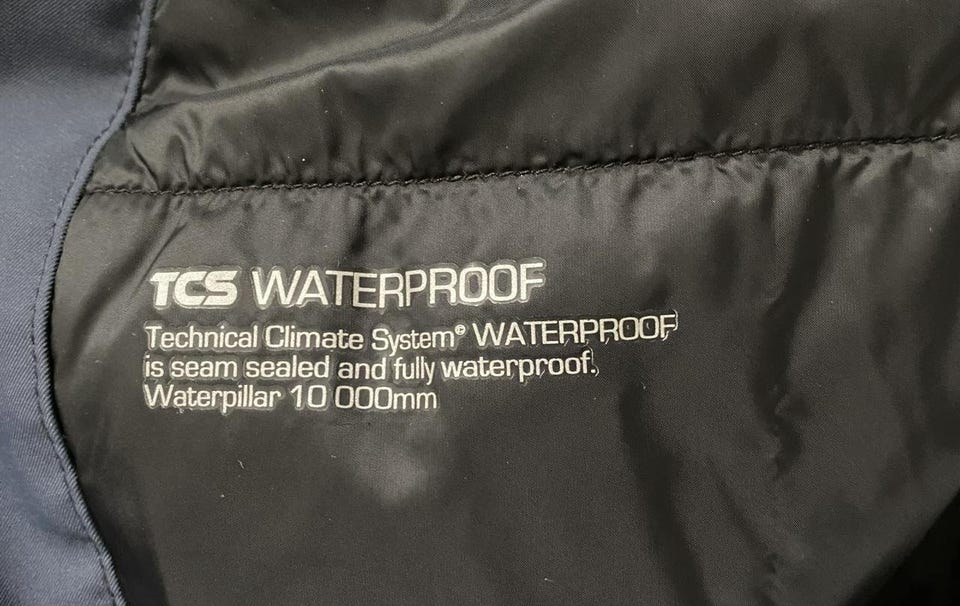 TCS WATERPROOF
Technical Climate System® WATERPROOF
is seam sealed and fully waterproof.
Waterpillar 10 000mm